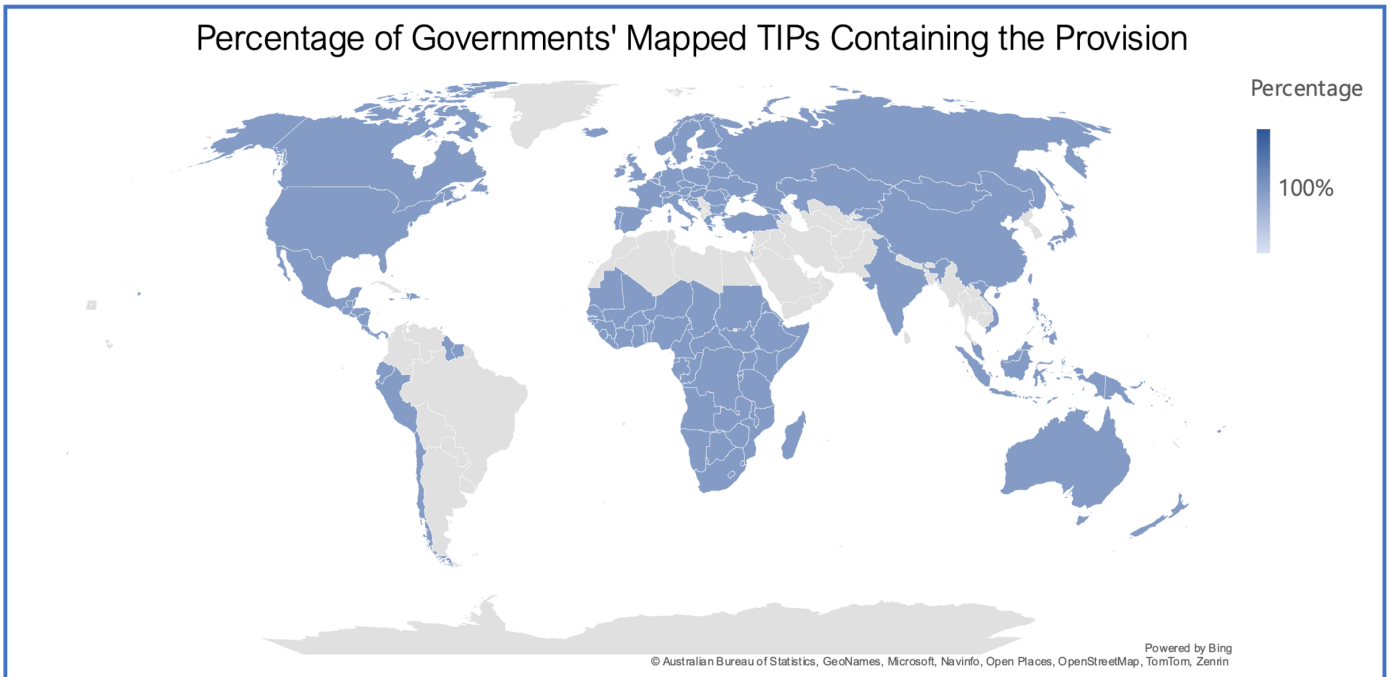 Percentage of Governments' Mapped TIPs Containing the Provision
Percentage
100%
Powered by Bing
© Australian Bureau of Statistics, GeoNames, Microsoft, Navinfo, Open Places, OpenStreetMap, TomTom, Zenrin